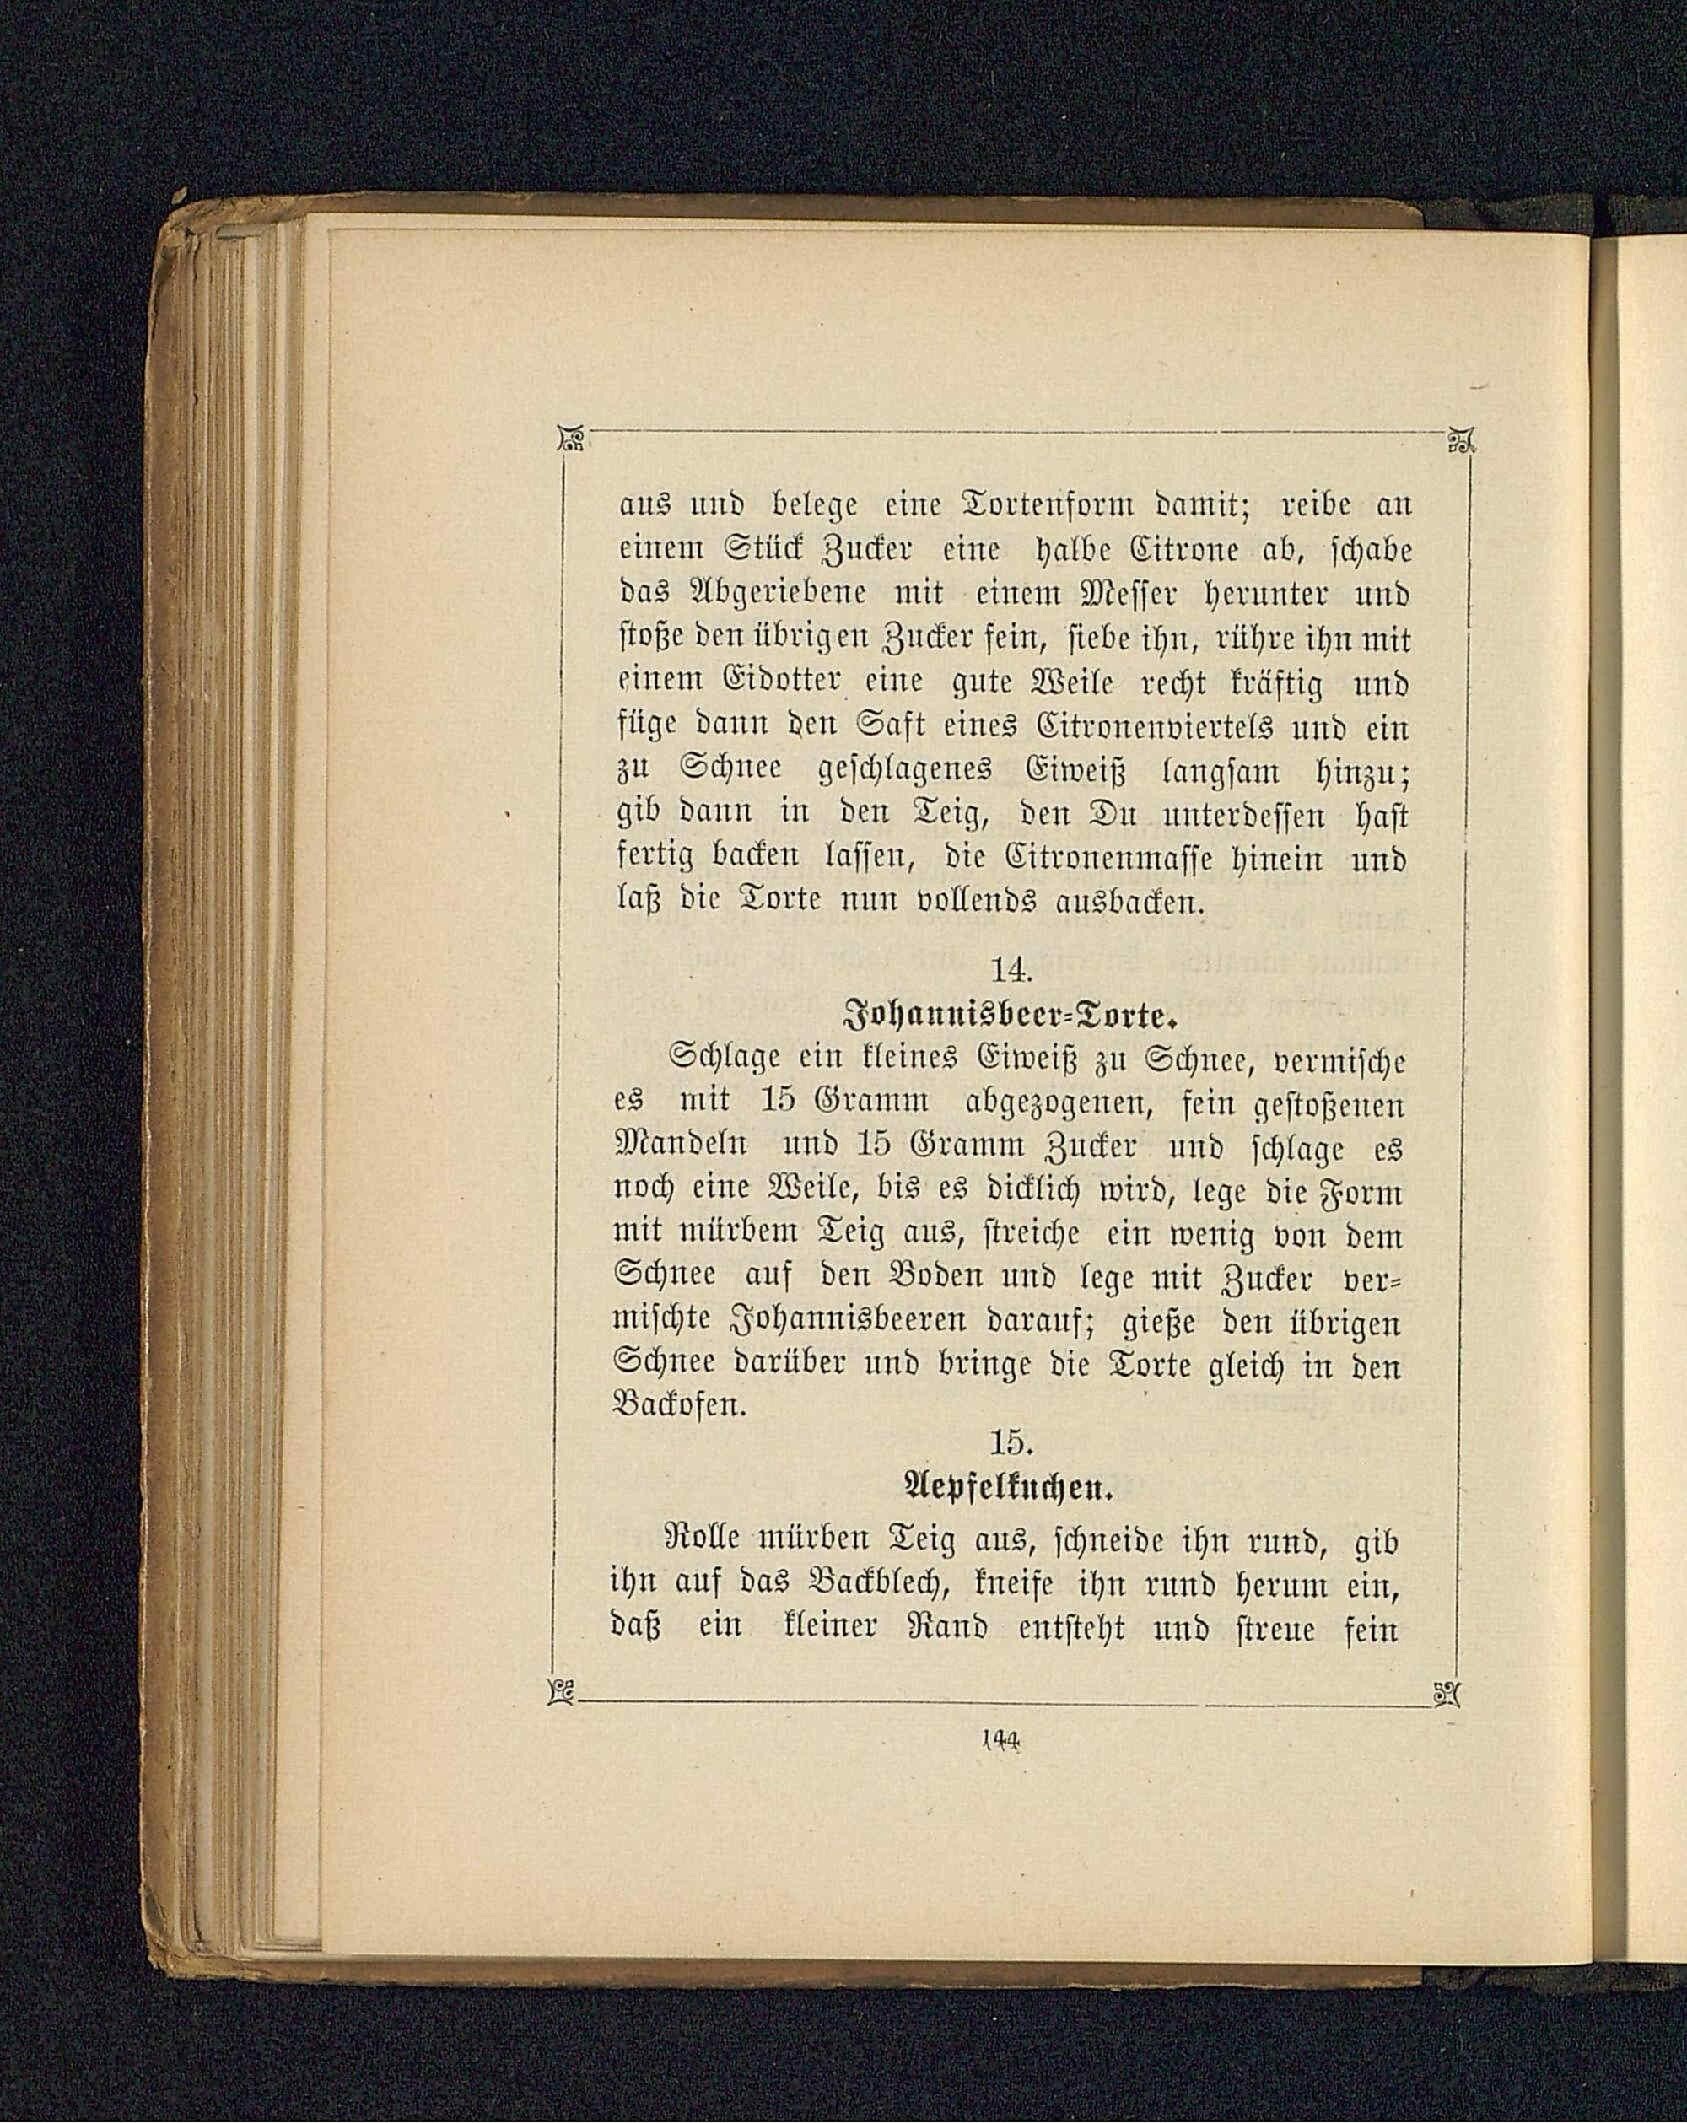 aus und belege eine Tortenform damit; reibe an
einem Stück Zucker eine halbe Citrone ab, schabe
das Abgeriebene mit einem Messer herunter und
stoße den übrigen Zucker fein, siebe ihn, rühre ihn mit
einem Eidotter eine gute Weile recht kräftig und
füge dann den Saft eines Citronenviertels und ein
zu Schnee geschlagenes Eiweiß langsam hinzu;
gib dann in den Teig, den Du unterdessen hast
fertig backen lassen, die Citronenmasse hinein und
laß die Torte nun vollends ausbacken.
14.
Johannisbeer-Torte.
Schlage ein kleines Eiweiß zu Schnee, vermische
es mit 15 Gramm abgezogenen, fein gestoßenen
Mandeln und 15 Gramm Zucker und schlage es
noch eine Weile, bis es dicklich wird, lege die Form
mit mürbem Teig aus, streiche ein wenig von dem
Schnee auf den Boden und lege mit Zucker ver-
mischte Johannisbeeren darauf; gieße den übrigen
Schnee darüber und bringe die Torte gleich in den
Backofen.
15.
Aepfelkuchen.
Rolle mürben Teig aus, schneide ihn rund, gib
ihn auf das Backblech, kneife ihn rund herum ein,
daß ein kleiner Rand entsteht und streue fein
144